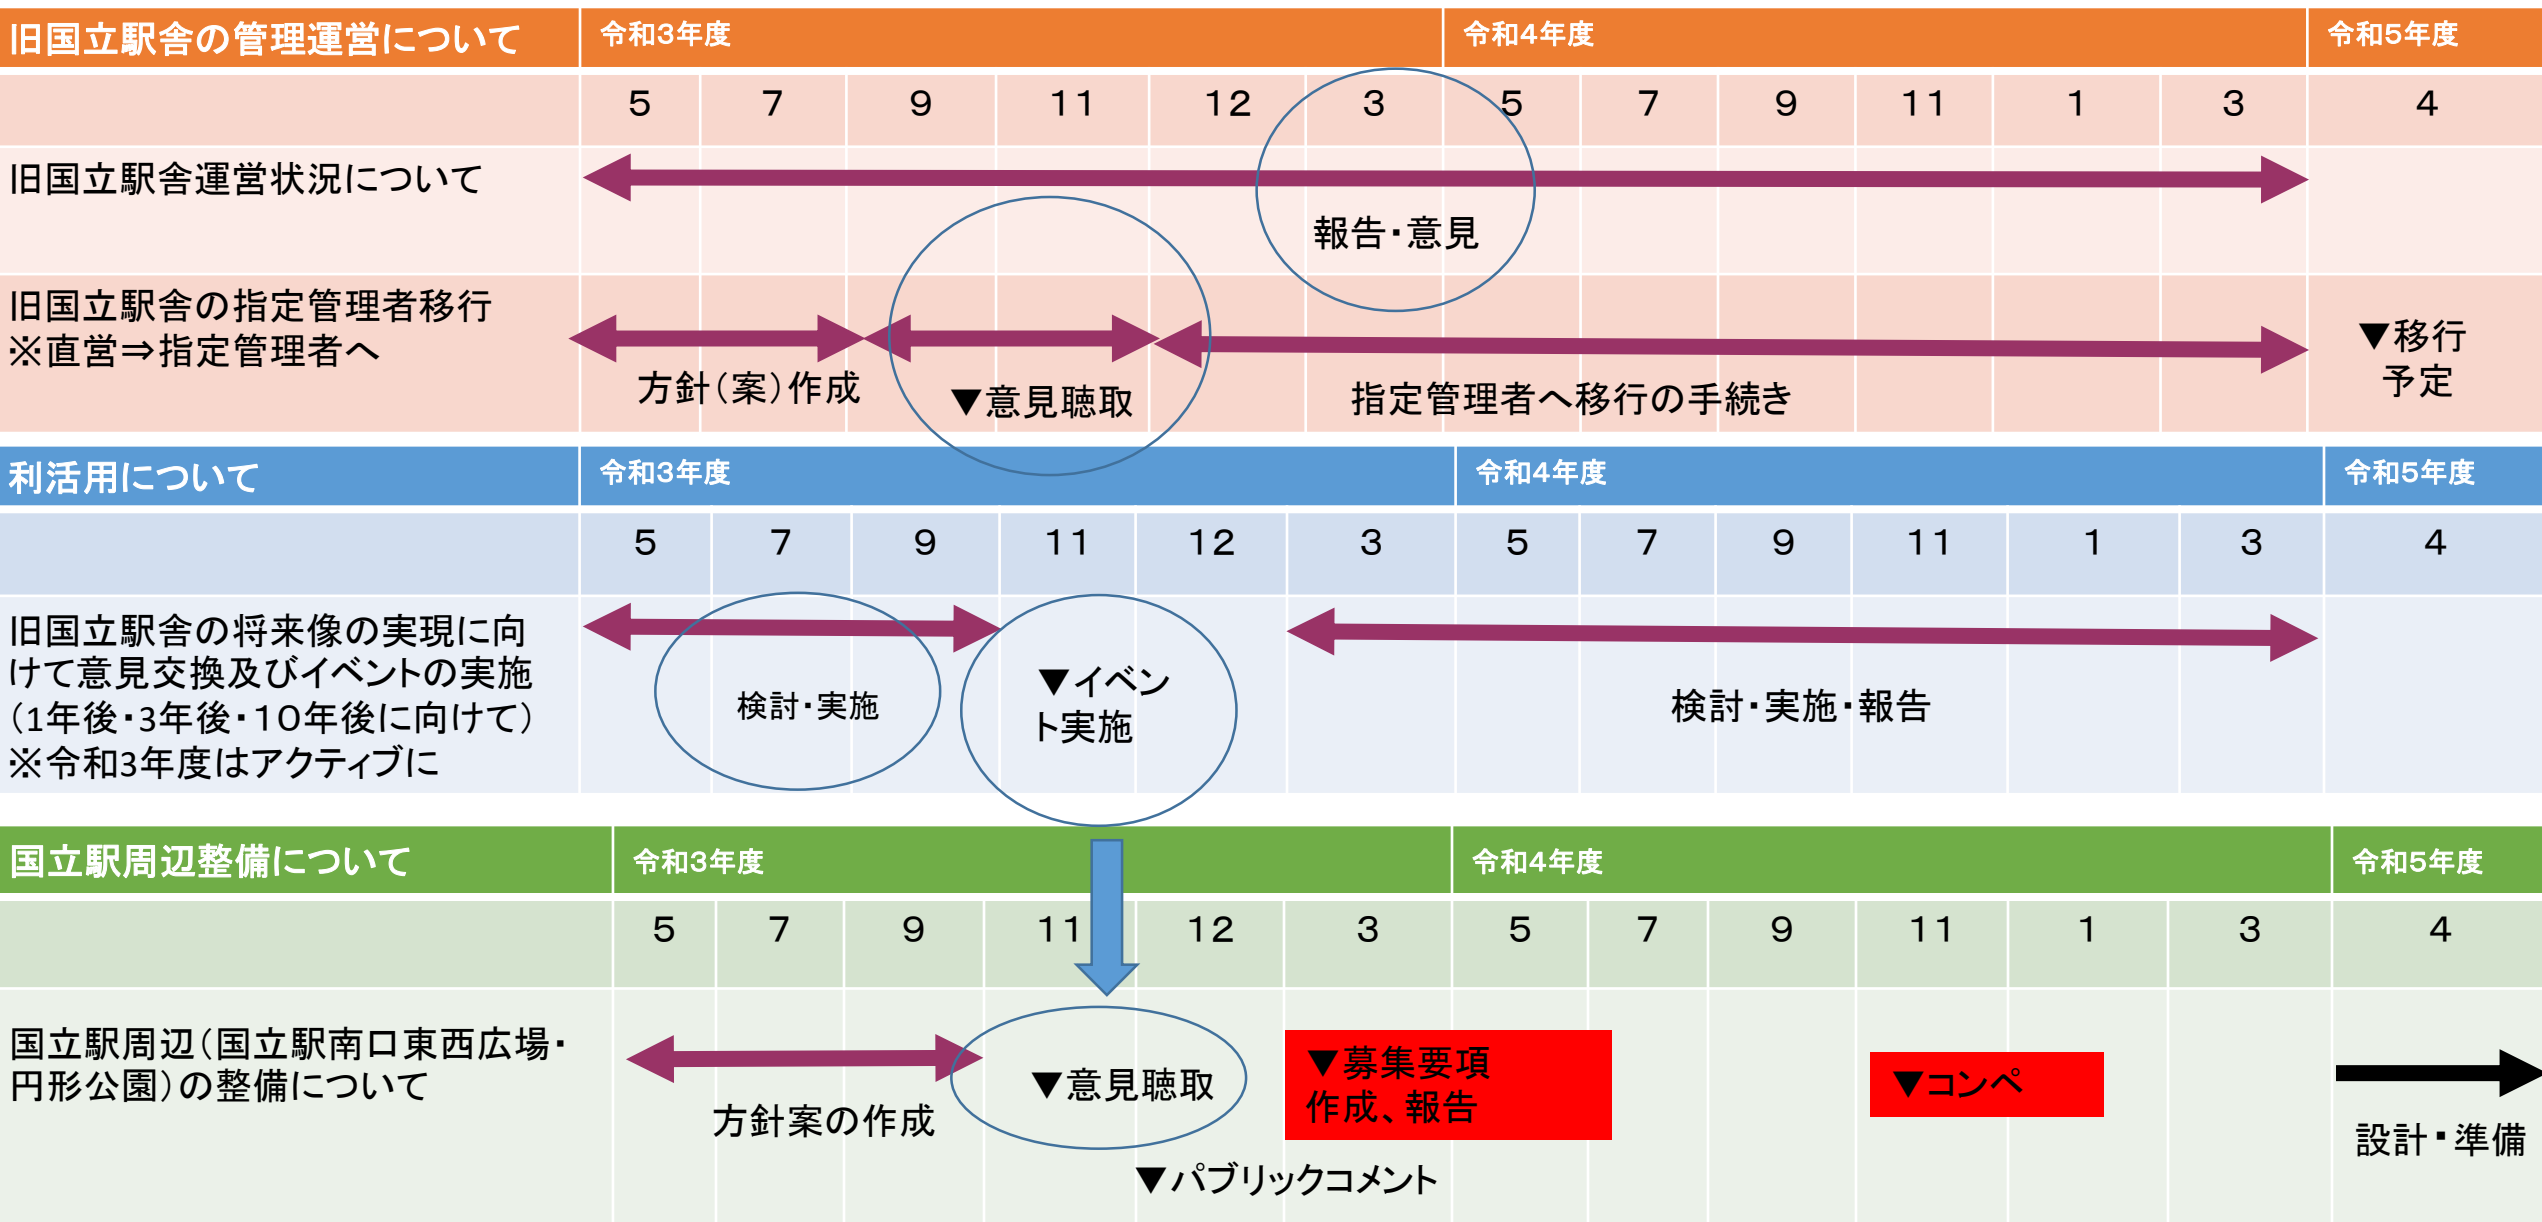 旧国立駅舎の管理運営について 令和3年度 令和4年度 令和5年度
5 7 9 11 12 3 5 7 9 11 1 3 4
旧国立駅舎運営状況について
報告・意見
旧国立駅舎の指定管理者移行
※直営⇒指定管理者へ
方針（案）作成
▼意見聴取
指定管理者へ移行の手続き
▼移行
予定
利活用について 令和3年度 令和4年度 令和5年度
5 7 9 11 12 3 5 7 9 11 1 3 4
旧国立駅舎の将来像の実現に向
けて意見交換及びイベントの実施
（1年後・3年後・10年後に向けて）
※令和3年度はアクティブに
検討・実施
▼イベン
ト実施
検討・実施・報告
国立駅周辺整備について 令和3年度 令和4年度 令和5年度
5 7 9 11 12 3 5 7 9 11 1 3 4
国立駅周辺（国立駅南口東西広場・
円形公園）の整備について
方針案の作成
▼意見聴取
▼パブリックコメント
▼募集要項
作成、報告
▼コンペ
設計・準備